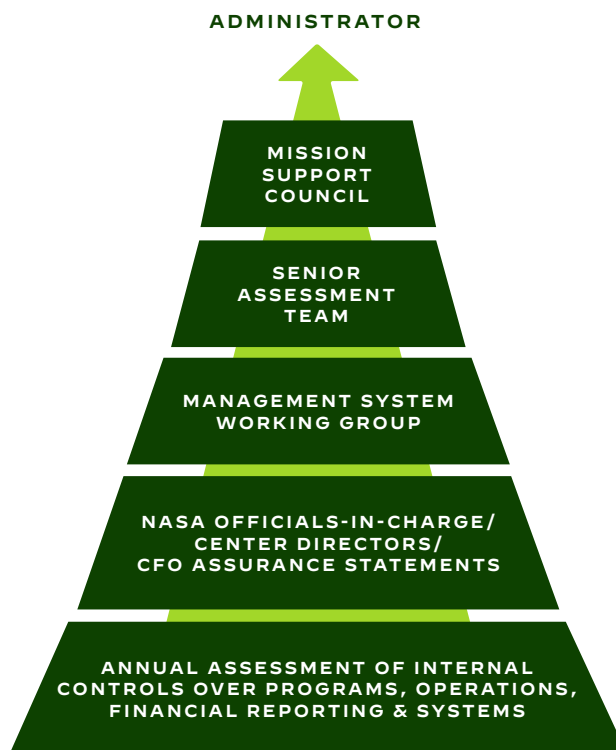 ADMINISTRATOR
MISSION
SUPPORT
COUNCIL
SENIOR
ASSESSMENT
TEAM
MANAGEMENT SYSTEM
WORKING GROUP
NASA OFFICIALS-IN-CHARGE/
CENTER DIRECTORS/
CFO ASSURANCE STATEMENTS
ANNUAL ASSESSMENT OF INTERNAL
CONTROLS OVER PROGRAMS, OPERATIONS,
FINANCIAL REPORTING & SYSTEMS